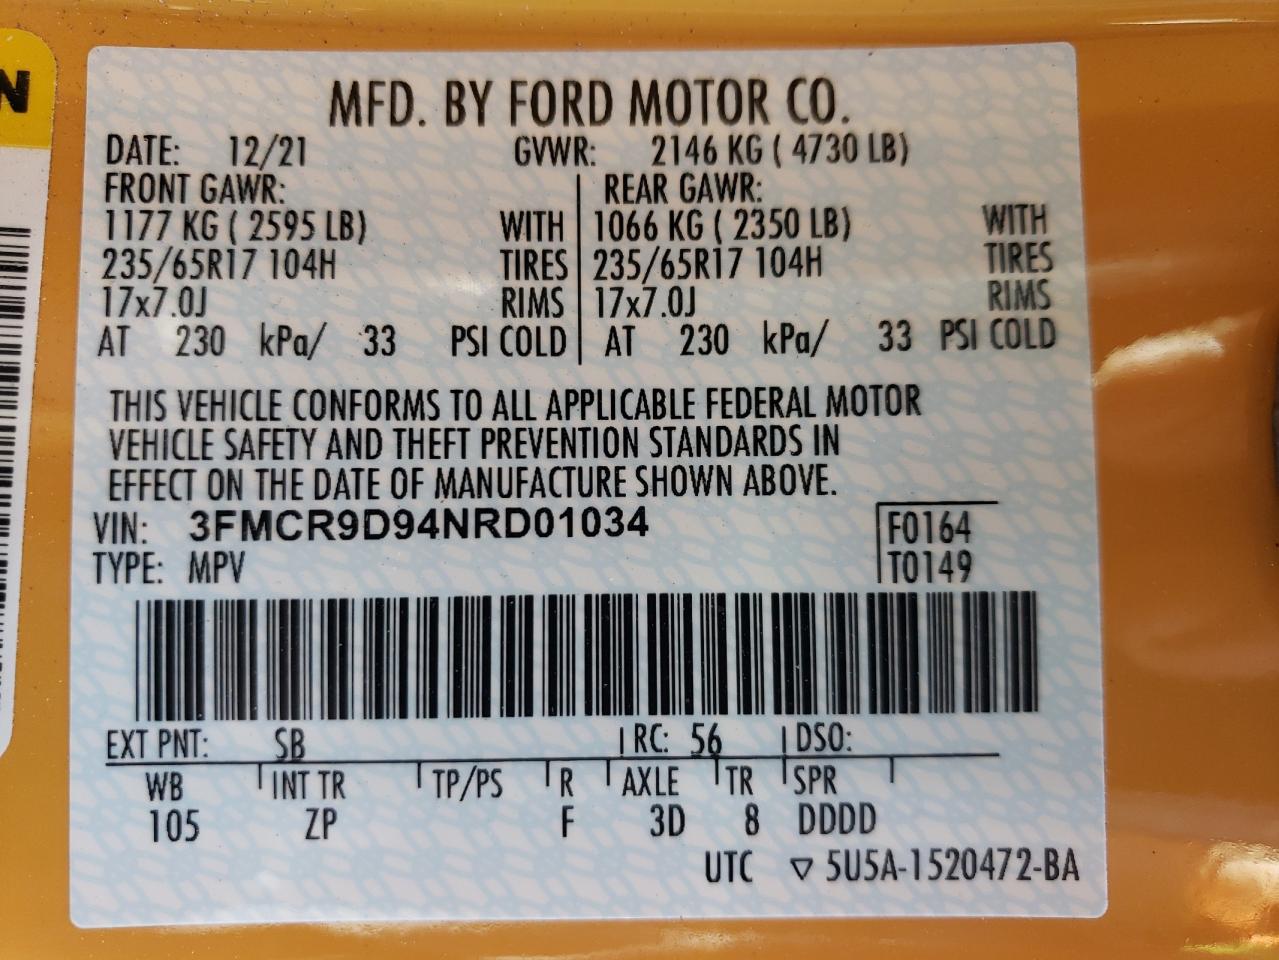 N
MFD. BY FORD MOTOR CO.
DATE: 12/21 GVWR: 2146 KG ( 4730 LB)
FRONT GAWR: REAR GAWR:
1177 KG ( 2595 LB) WITH 1066 KG ( 2350 LB) WITH
235/65R17 104H TIRES 235/65R17 104H TIRES
17x7.0J RIMS 17x7.0J RIMS
AT 230 kPa/ 33 PSI COLD AT 230 kPa/ 33 PSI COLD
THIS VEHICLE CONFORMS TO ALL APPLICABLE FEDERAL MOTOR
VEHICLE SAFETY AND THEFT PREVENTION STANDARDS IN
EFFECT ON THE DATE OF MANUFACTURE SHOWN ABOVE.
VIN: 3FMCR9D94NRD01034 F0164
TYPE: MPV T0149
EXT PNT: SB RC: 56 DSO:
WB INT TR TP/PS R AXLE TR SPR
105 ZP F 3D 8 DDDD
UTC ▽ 5U5A-1520472-BA